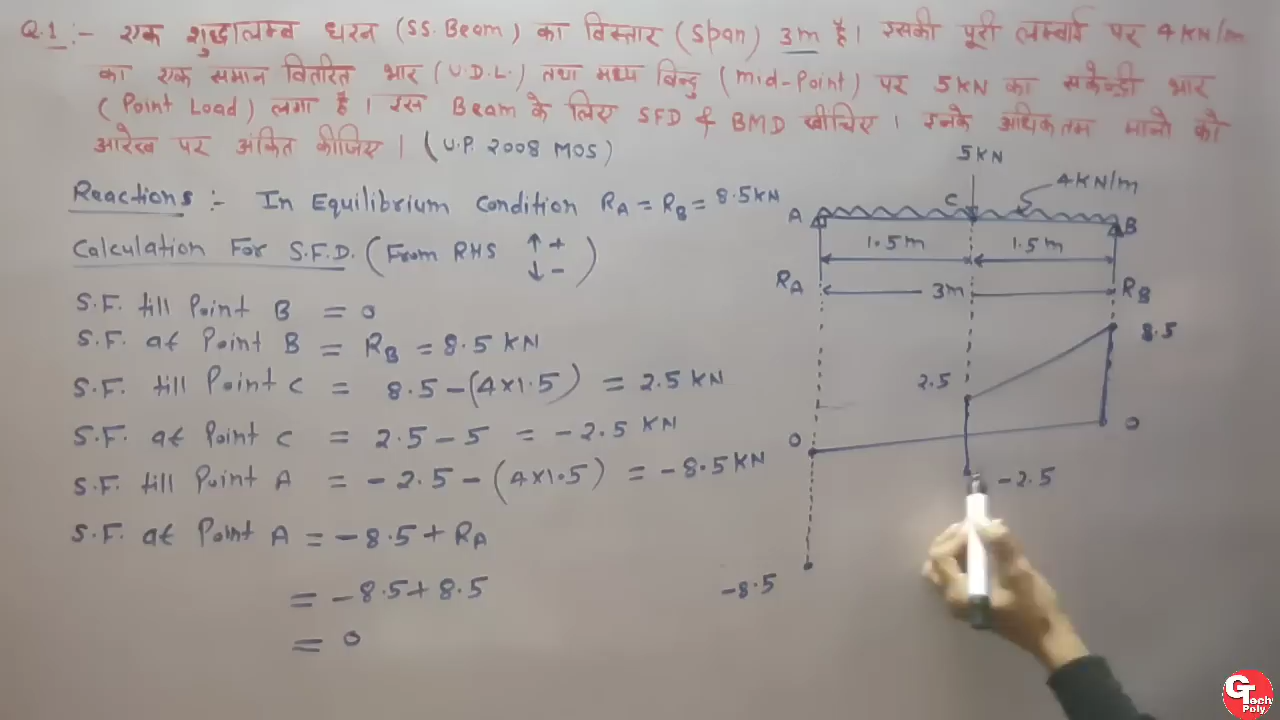 Q.1 :- एक शुद्धालम्ब धरन (SS. Beam) का विस्तार (Span) 3m है। इसकी पूरी लम्बाई पर 4 KN/m
का एक समान वितरित भार (U.D.L.) तथा मध्य बिन्दु (Mid-Point) पर 5KN का संकेन्द्री भार
(Point Load) लगा है। इस Beam के लिए SFD & BMD खींचिए। इनके अधिकतम मानो को
आरेख पर अंकित कीजिए। (U.P. 2008 MOS)
Reactions :- In Equilibrium Condition RA = RB = 8.5KN
Calculation For S.F.D. (From RHS ↑+ ↓-)
S.F. till Point B = 0
S.F. at Point B = RB = 8.5 KN
S.F. till Point C = 8.5-(4×1.5) = 2.5 KN
S.F. at Point C = 2.5-5 = -2.5 KN
S.F. till Point A = -2.5-(4×1.5) = -8.5KN
S.F. at Point A = -8.5+RA
= -8.5+8.5
= 0
5KN
4KN/m
A C B
1.5m 1.5m
RA 3m RB
8.5
2.5
0 0
-2.5
-8.5
GTech
Poly